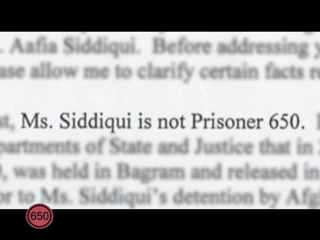 . Aafia Siddiqui.  Before addressing y
ase allow me to clarify certain facts r
t, Ms. Siddiqui is not Prisoner 650.
partments of State and Justice that in 2
, was held in Bagram and released in
or to Ms. Siddiqui's detention by Afg
650